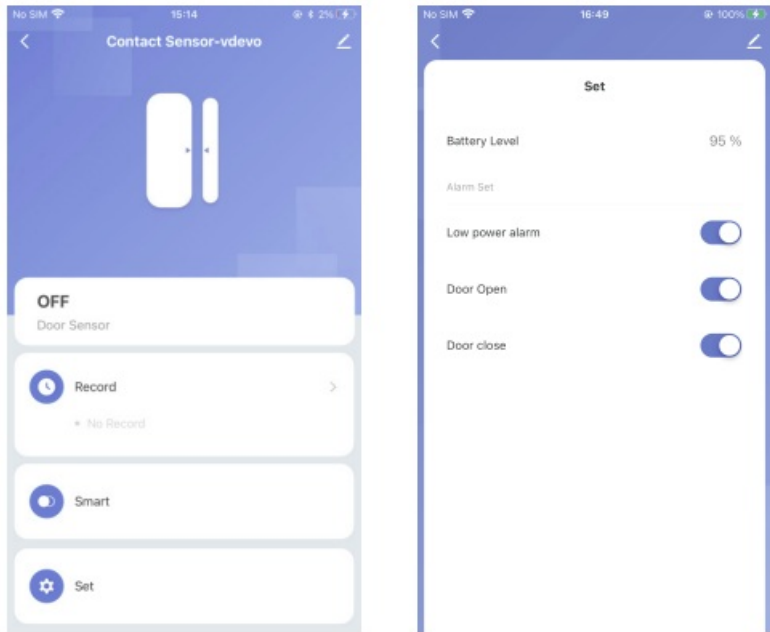 No SIM 15:14 2%
Contact Sensor-vdevo
OFF
Door Sensor
Record
No Record
Smart
Set
No SIM 16:49 100%
Set
Battery Level 95 %
Alarm Set
Low power alarm
Door Open
Door close